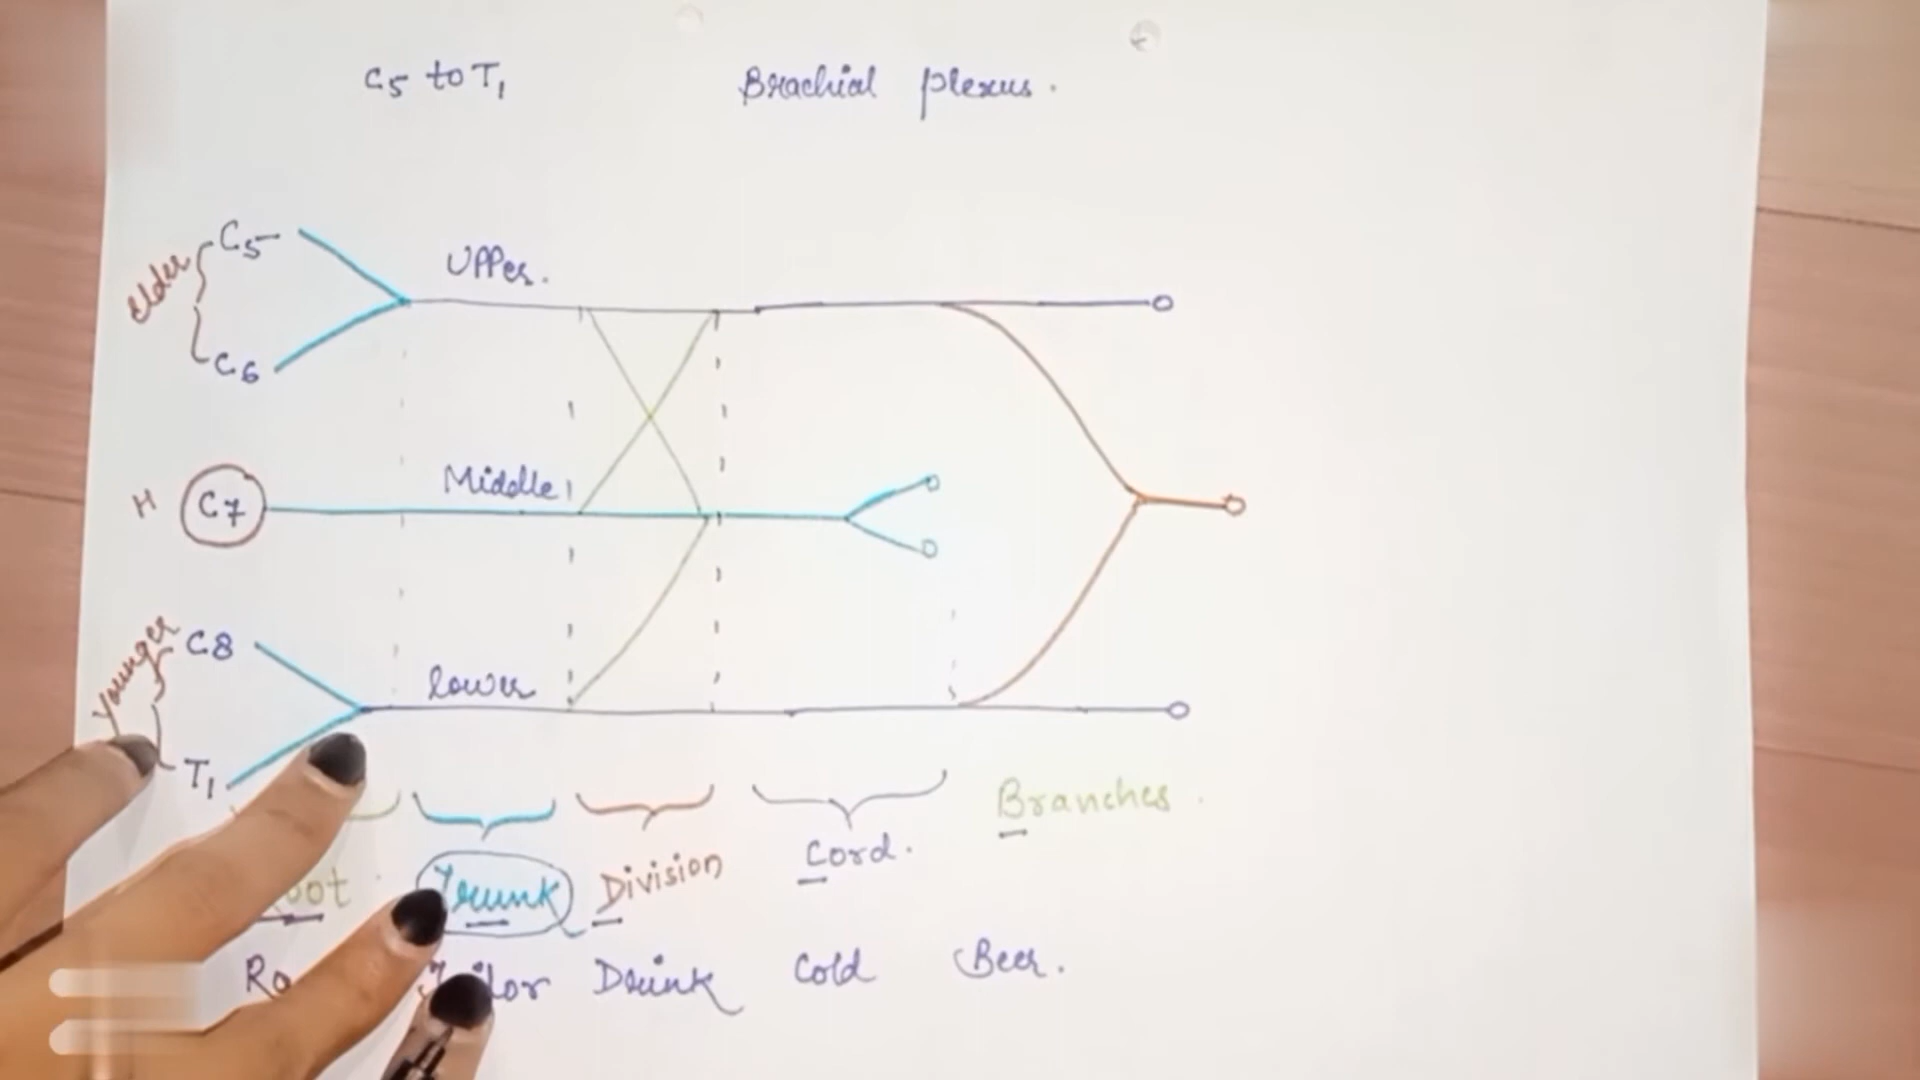 C5 to T1 Brachial plexus.
Elder
C5
Upper.
C6
H C7 Middle
Younger
C8
lower
T1
Branches.
Cord.
Trunk Division
Drink Cold Beer.